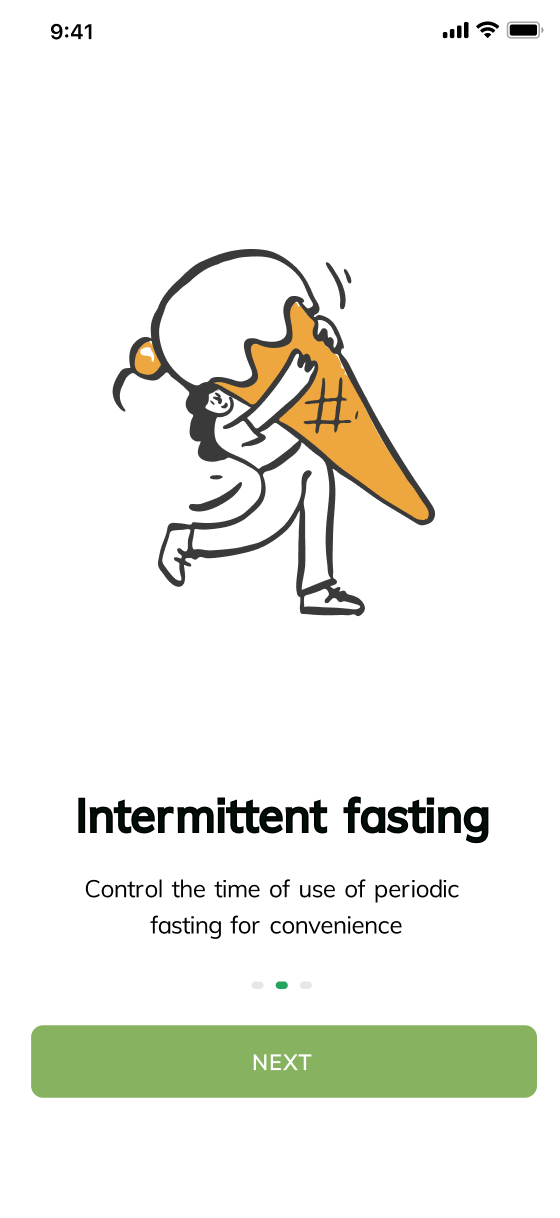 9:41
Intermittent fasting
Control the time of use of periodic
fasting for convenience
NEXT